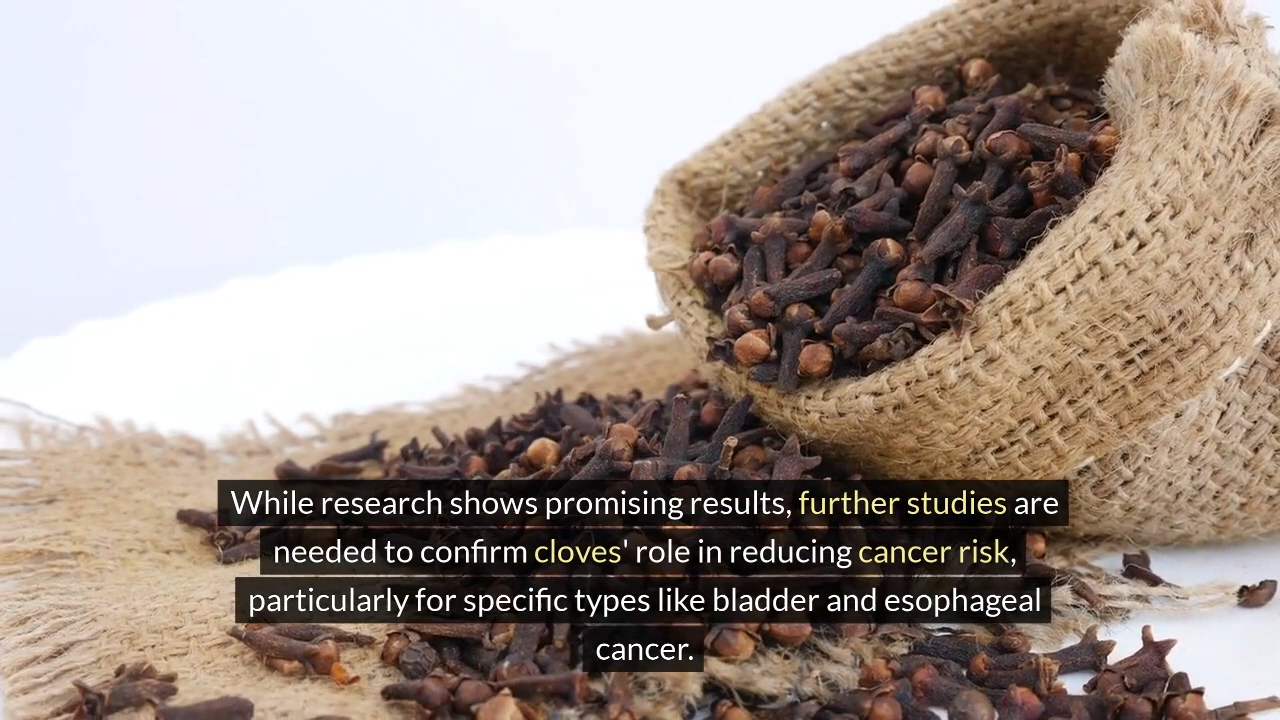 While research shows promising results, further studies are
needed to confirm cloves' role in reducing cancer risk,
particularly for specific types like bladder and esophageal
cancer.